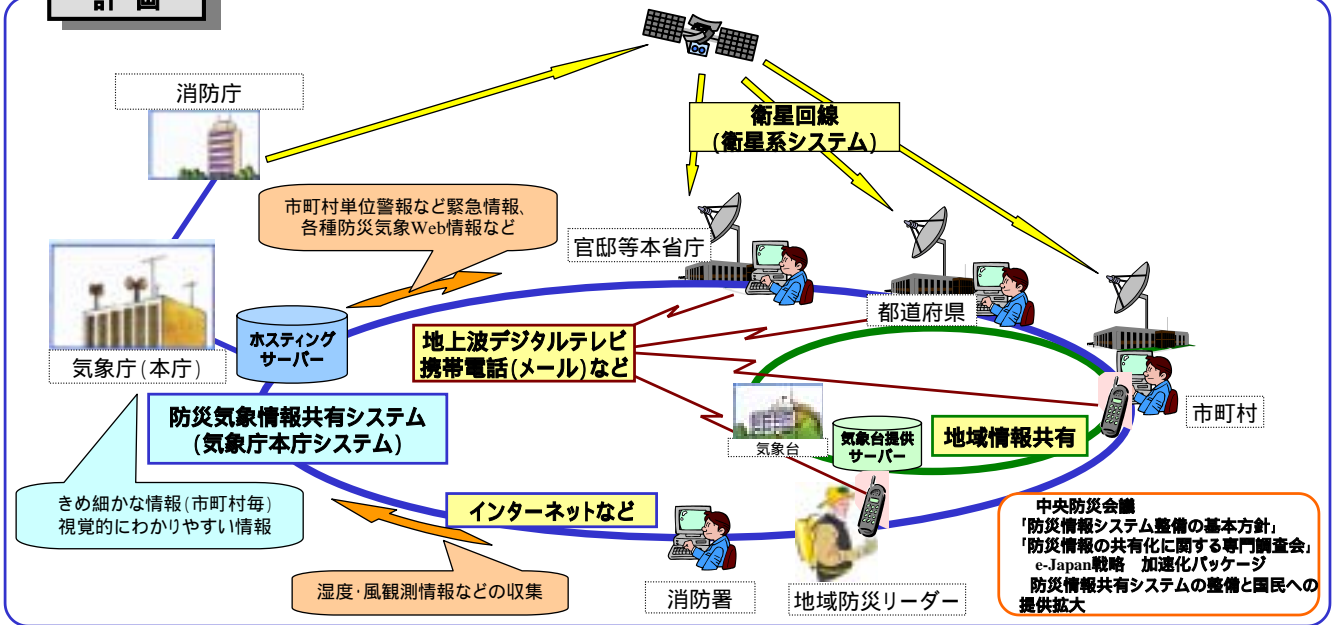 計 画
消防庁
衛星回線
(衛星系システム)
市町村単位警報など緊急情報、
各種防災気象Web情報など
官邸等本省庁
都道府県
市町村
気象庁(本庁)
ホスティング
サーバー
地上波デジタルテレビ
携帯電話(メール)など
防災気象情報共有システム
(気象庁本庁システム)
気象台
気象台提供
サーバー
地域情報共有
きめ細かな情報(市町村毎)
視覚的にわかりやすい情報
インターネットなど
湿度・風観測情報などの収集
消防署
地域防災リーダー
中央防災会議
「防災情報システム整備の基本方針」
「防災情報の共有化に関する専門調査会」
e-Japan戦略 加速化パッケージ
防災情報共有システムの整備と国民への
提供拡大